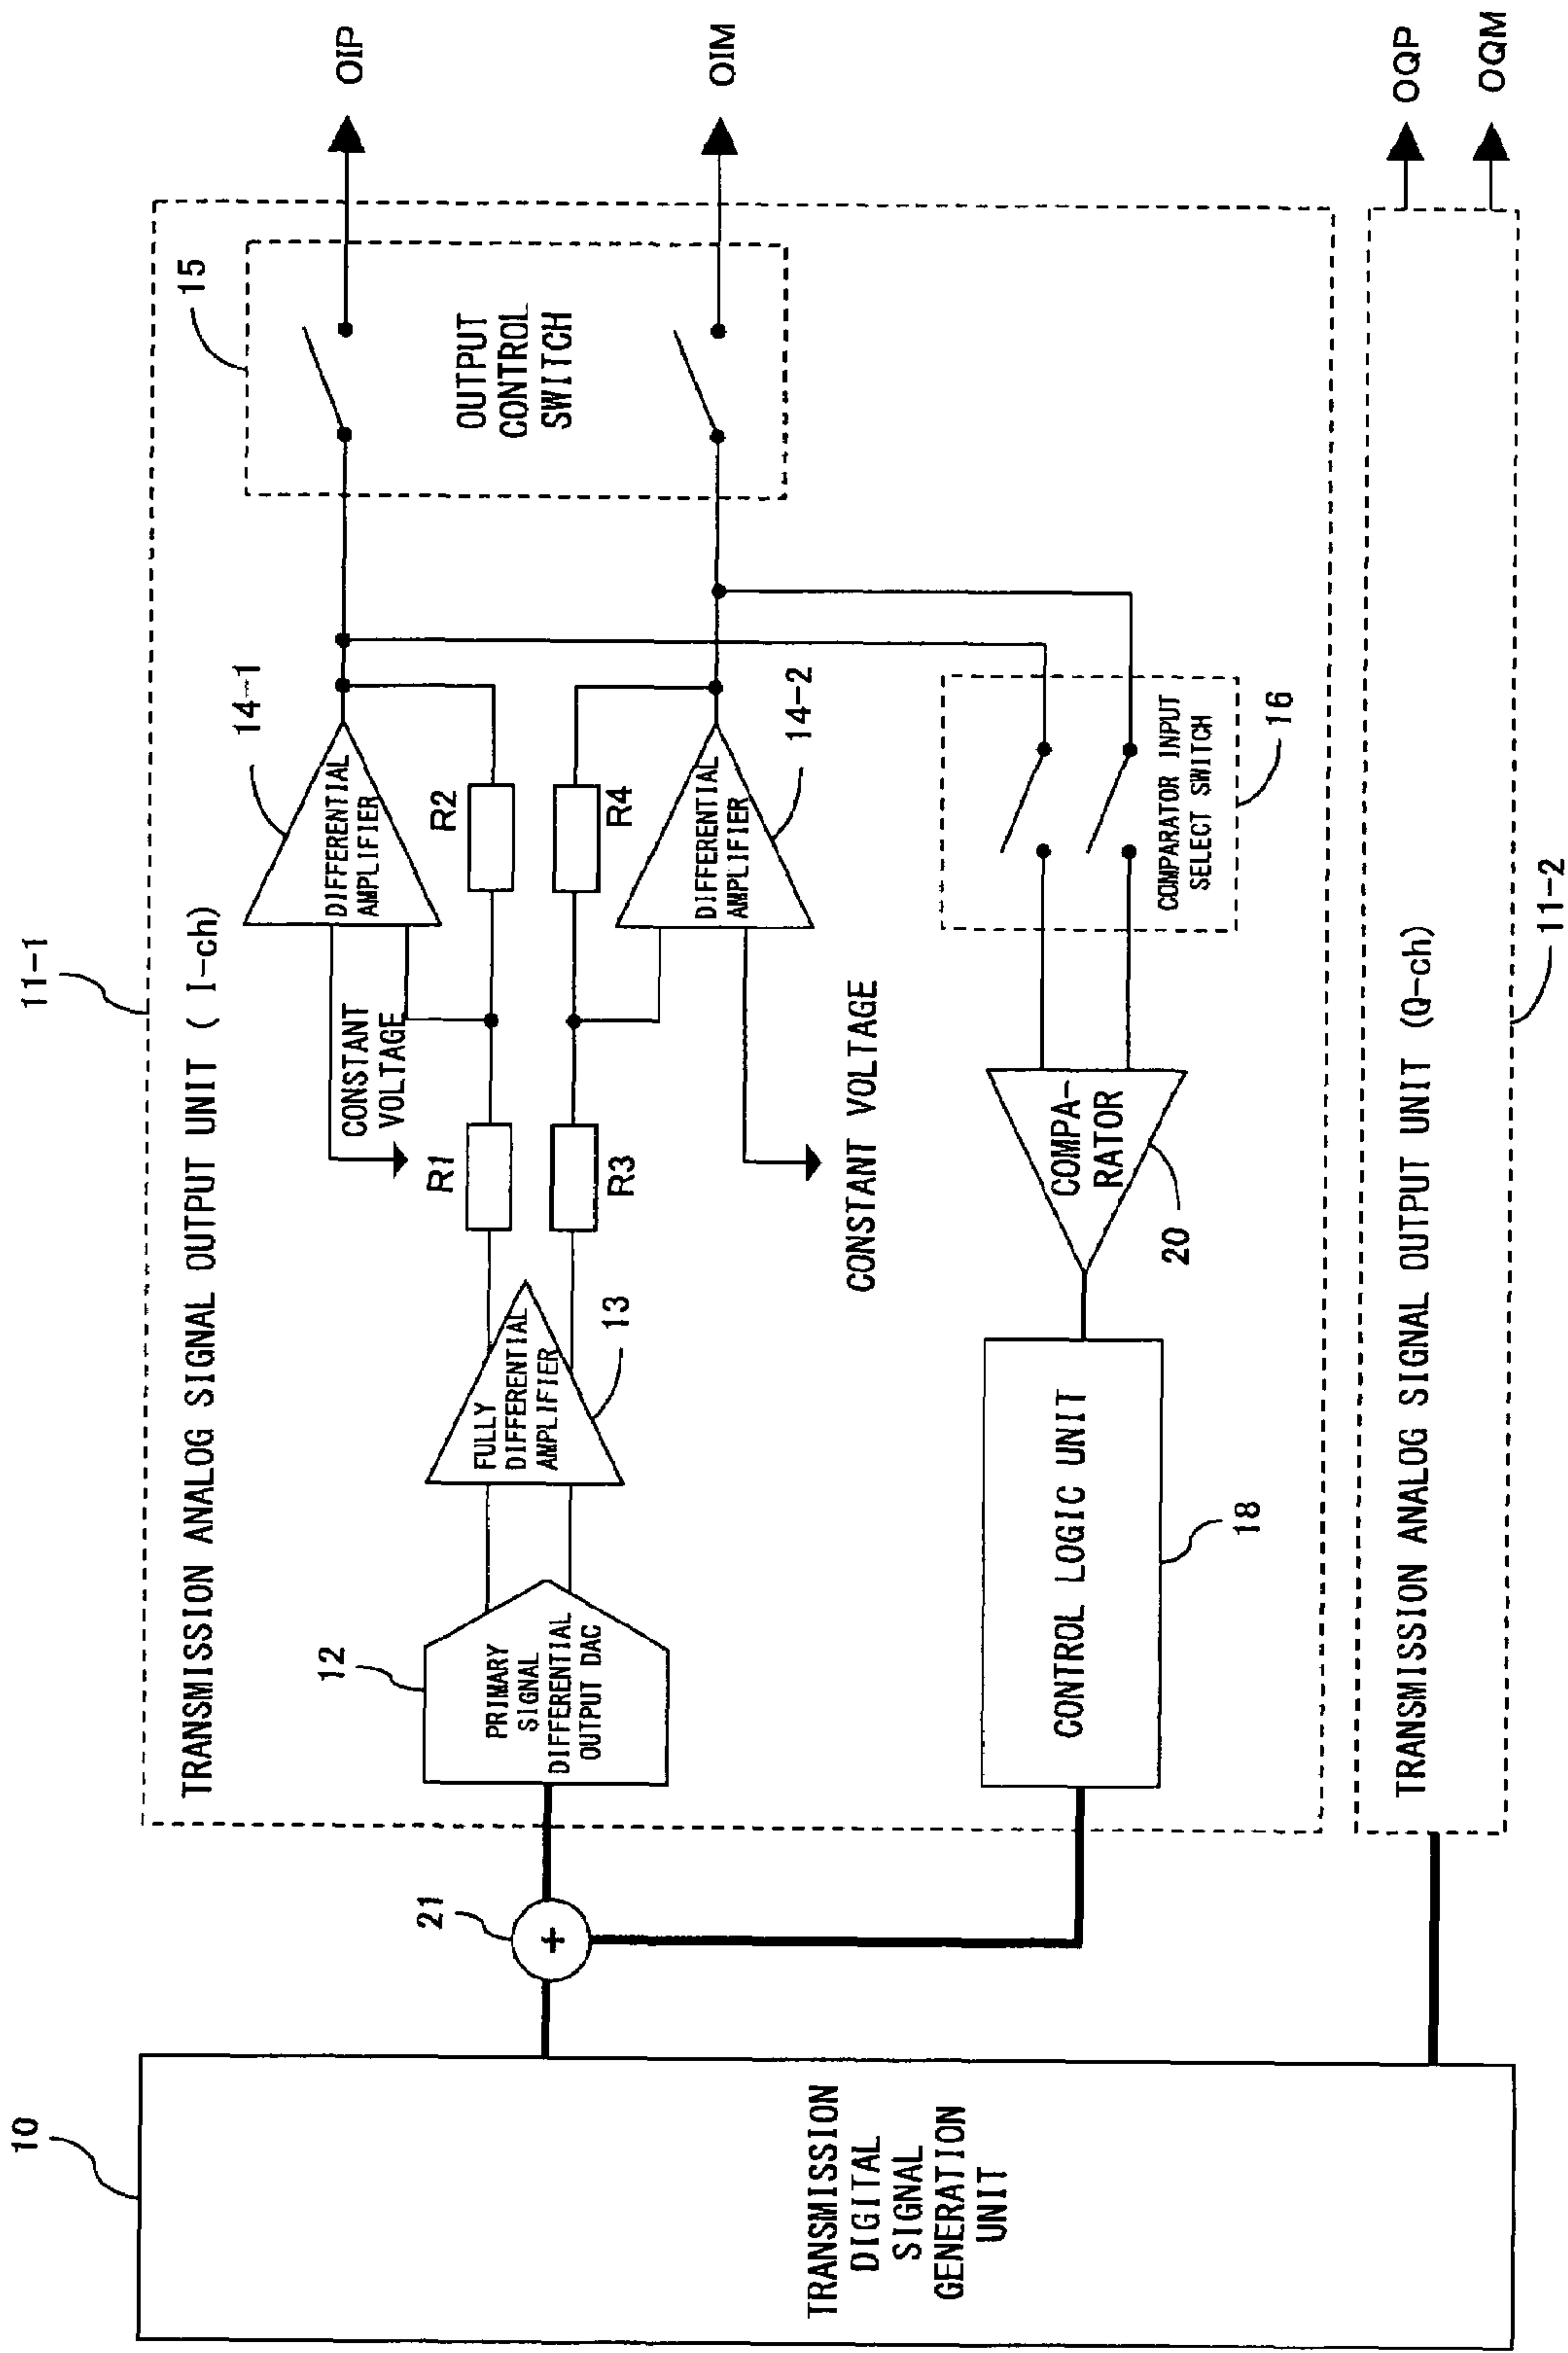 10
TRANSMISSION
DIGITAL
SIGNAL
GENERATION
UNIT
21
11-1
TRANSMISSION ANALOG SIGNAL OUTPUT UNIT ( I-ch)
12
PRIMARY
SIGNAL
DIFFERENTIAL
OUTPUT DAC
FULLY
DIFFERENTIAL
AMPLIFIER
13
R1
R3
CONSTANT
VOLTAGE
R2
R4
14-1
DIFFERENTIAL
AMPLIFIER
14-2
DIFFERENTIAL
AMPLIFIER
CONSTANT VOLTAGE
15
OUTPUT
CONTROL
SWITCH
OIP
OIM
COMPARATOR INPUT
SELECT SWITCH
16
COMPA-
RATOR
20
CONTROL LOGIC UNIT
18
TRANSMISSION ANALOG SIGNAL OUTPUT UNIT (Q-ch)
11-2
OQP
OQM
+